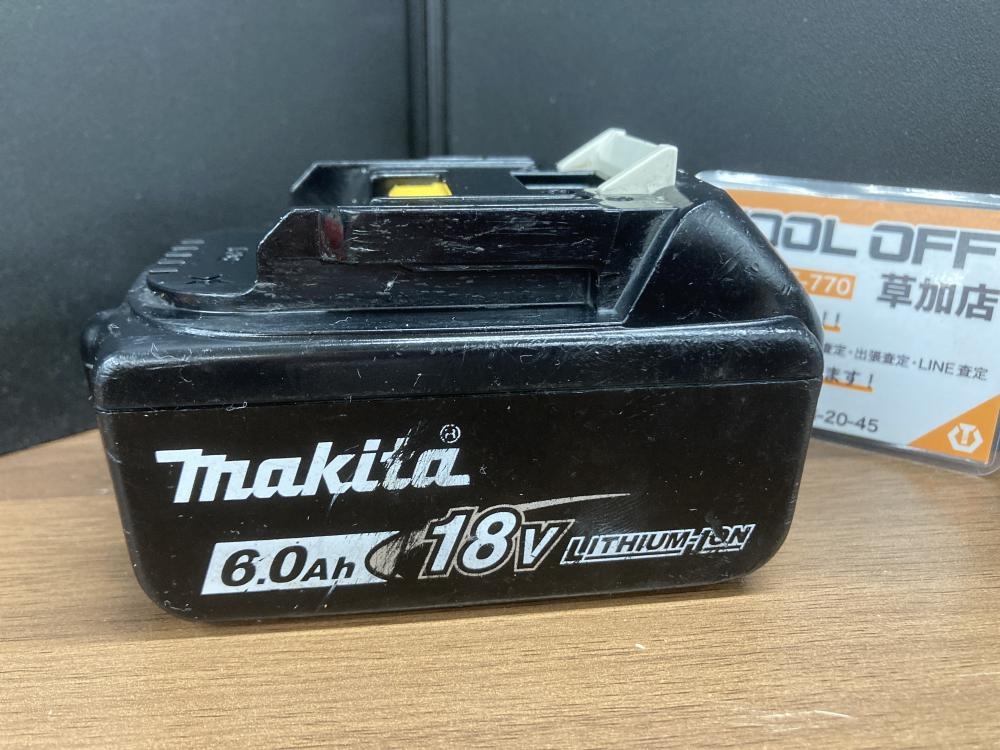 makita®
6.0Ah 18V LITHIUM-ION
OOL OFF
-770 草加店
!!
査定・出張査定・LINE査定
ます!
-20-45